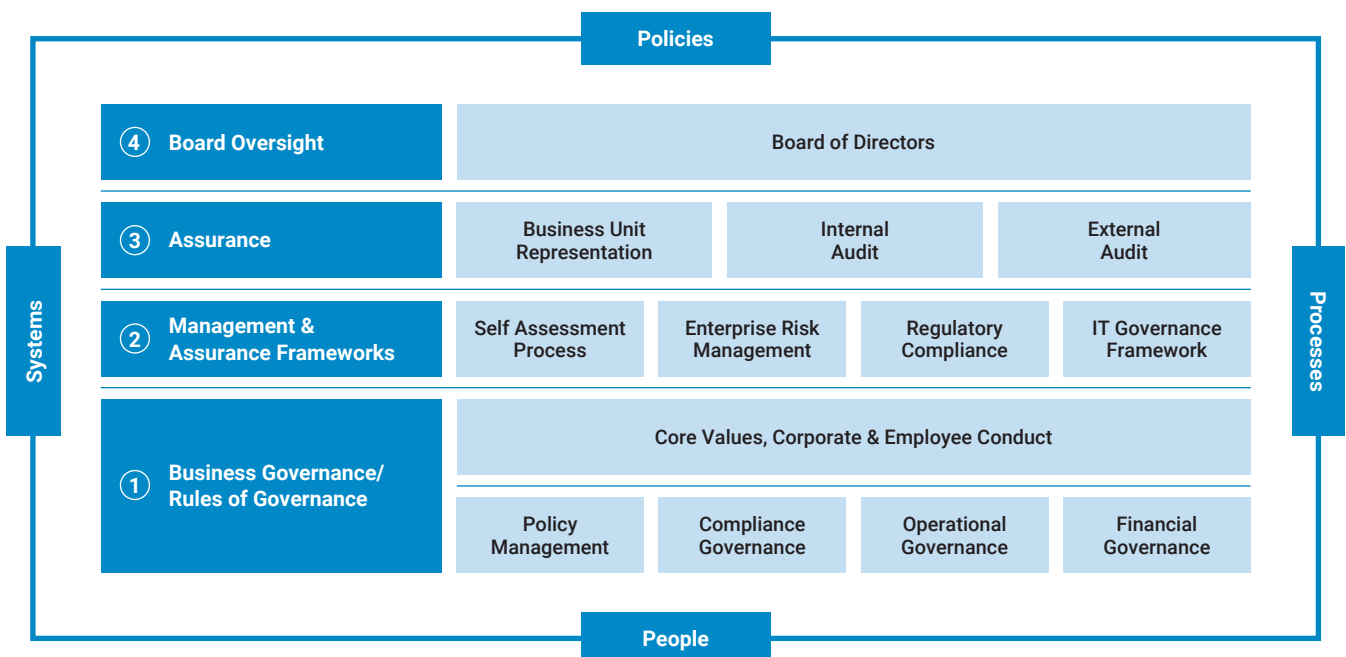 Policies
4 Board Oversight
Board of Directors
3 Assurance
Business Unit
Representation
Internal
Audit
External
Audit
Systems
Processes
2 Management &
Assurance Frameworks
Self Assessment
Process
Enterprise Risk
Management
Regulatory
Compliance
IT Governance
Framework
1 Business Governance/
Rules of Governance
Core Values, Corporate & Employee Conduct
Policy
Management
Compliance
Governance
Operational
Governance
Financial
Governance
People